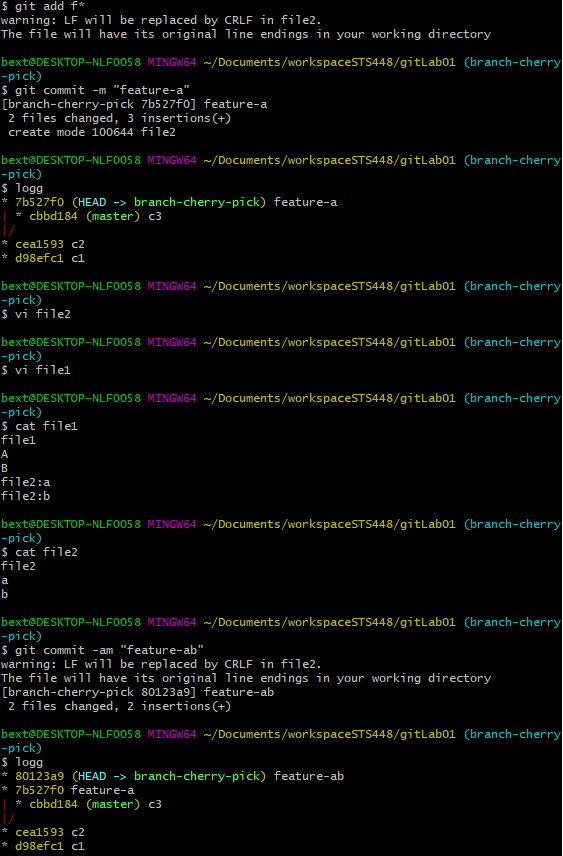 $ git add f*
warning: LF will be replaced by CRLF in file2.
The file will have its original line endings in your working directory
bext@DESKTOP-NLF0O58 MINGW64 ~/Documents/workspaceSTS448/gitLab01 (branch-cherry
-pick)
$ git commit -m "feature-a"
[branch-cherry-pick 7b527f0] feature-a
 2 files changed, 3 insertions(+)
 create mode 100644 file2
bext@DESKTOP-NLF0O58 MINGW64 ~/Documents/workspaceSTS448/gitLab01 (branch-cherry
-pick)
$ logg
* 7b527f0 (HEAD -> branch-cherry-pick) feature-a
| * cbbd184 (master) c3
|/
* cea1593 c2
* d98efc1 c1
bext@DESKTOP-NLF0O58 MINGW64 ~/Documents/workspaceSTS448/gitLab01 (branch-cherry
-pick)
$ vi file2
bext@DESKTOP-NLF0O58 MINGW64 ~/Documents/workspaceSTS448/gitLab01 (branch-cherry
-pick)
$ vi file1
bext@DESKTOP-NLF0O58 MINGW64 ~/Documents/workspaceSTS448/gitLab01 (branch-cherry
-pick)
$ cat file1
file1
A
B
file2:a
file2:b
bext@DESKTOP-NLF0O58 MINGW64 ~/Documents/workspaceSTS448/gitLab01 (branch-cherry
-pick)
$ cat file2
file2
a
b
bext@DESKTOP-NLF0O58 MINGW64 ~/Documents/workspaceSTS448/gitLab01 (branch-cherry
-pick)
$ git commit -am "feature-ab"
warning: LF will be replaced by CRLF in file2.
The file will have its original line endings in your working directory
[branch-cherry-pick 80123a9] feature-ab
 2 files changed, 2 insertions(+)
bext@DESKTOP-NLF0O58 MINGW64 ~/Documents/workspaceSTS448/gitLab01 (branch-cherry
-pick)
$ logg
* 80123a9 (HEAD -> branch-cherry-pick) feature-ab
* 7b527f0 feature-a
| * cbbd184 (master) c3
|/
* cea1593 c2
* d98efc1 c1